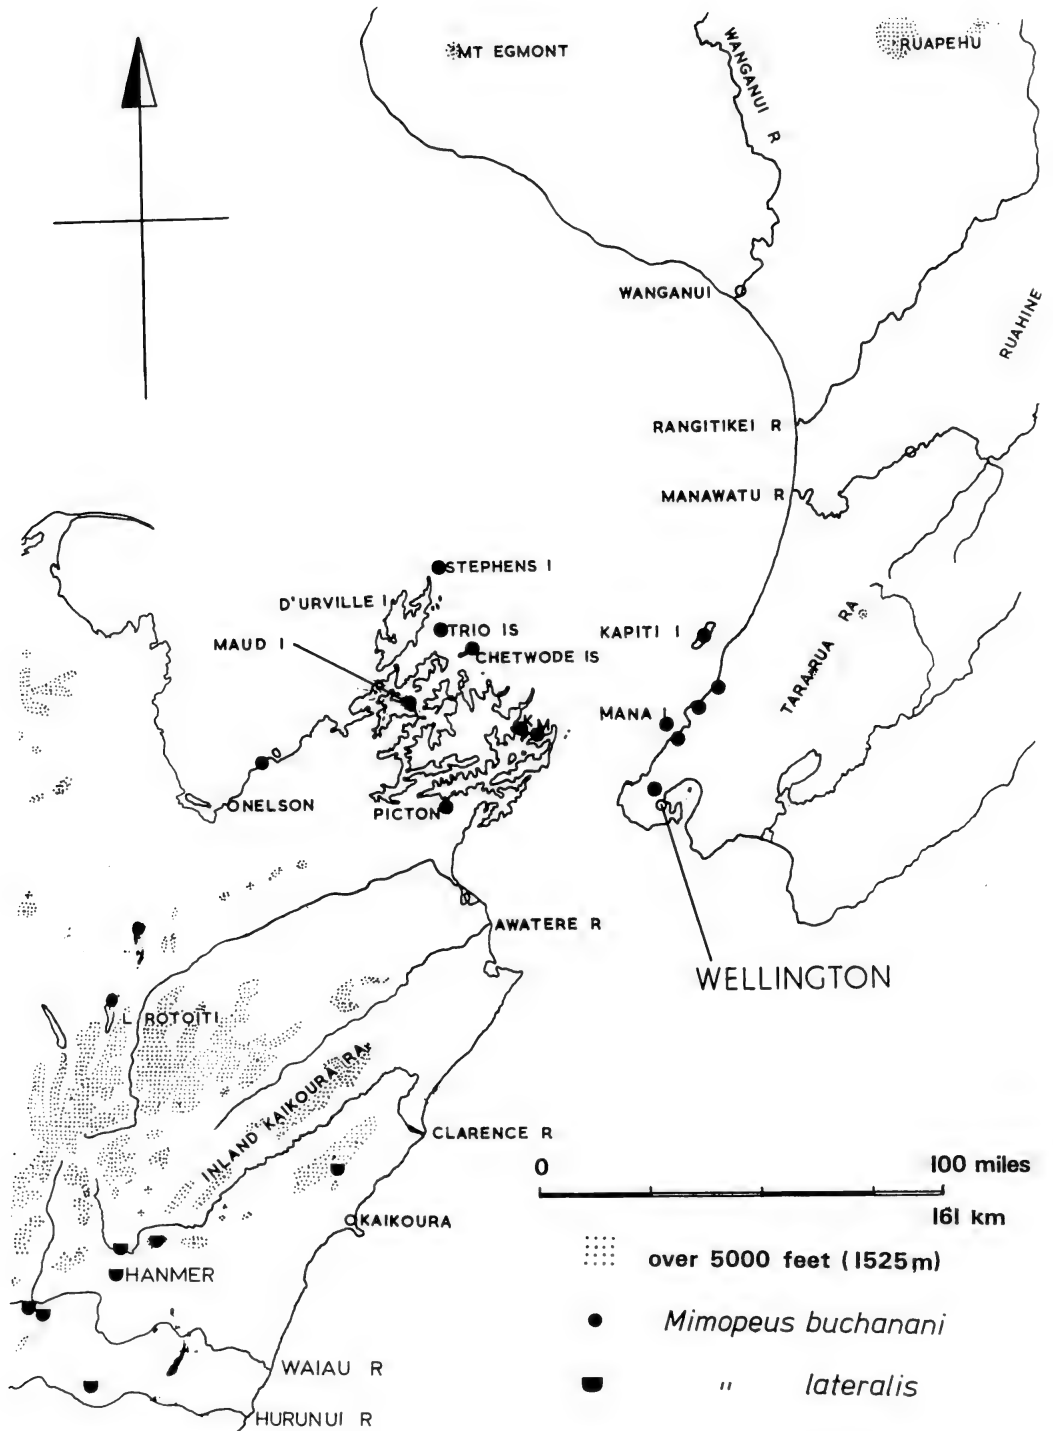 MT EGMONT
WANGANUI R
RUAPEHU
WANGANUI
RUAHINE
RANGITIKEI R
MANAWATU R
STEPHENS I
D'URVILLE I
TRIO IS
KAPITI I
MAUD I
CHETWODE IS
TARARUA RA
MANA I
K M
NELSON
PICTON
AWATERE R
WELLINGTON
L ROTOITI
INLAND KAIKOURA RA
CLARENCE R
0
100 miles
161 km
KAIKOURA
over 5000 feet (1525m)
HANMER
Mimopeus buchanani
WAIAU R
" lateralis
HURUNUI R